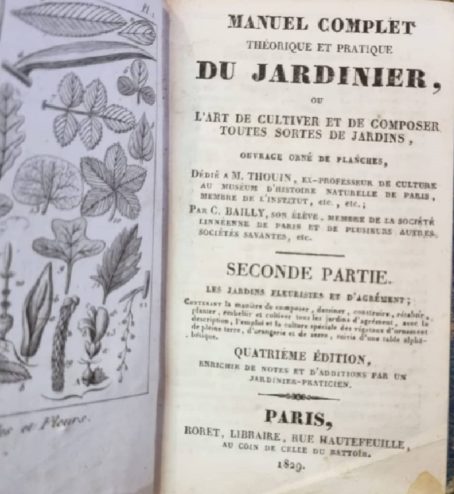 Pl. 1.
es et Fleurs.
MANUEL COMPLET
THÉORIQUE ET PRATIQUE
DU JARDINIER,
OU
L'ART DE CULTIVER ET DE COMPOSER
TOUTES SORTES DE JARDINS,
OUVRAGE ORNÉ DE PLANCHES,
DÉDIÉ A M. THOUIN, EX-PROFESSEUR DE CULTURE
AU MUSÉUM D'HISTOIRE NATURELLE DE PARIS,
MEMBRE DE L'INSTITUT, etc., etc.;
PAR C. BAILLY, SON ÉLÈVE, MEMBRE DE LA SOCIÉTÉ
LINNÉENNE DE PARIS ET DE PLUSIEURS AUTRES
SOCIÉTÉS SAVANTES, etc.
SECONDE PARTIE.
LES JARDINS FLEURISTES ET D'AGRÉMENT;
Contenant la manière de composer, dessiner, construire, rétablir,
planter, embellir et cultiver tous les jardins d'agrément, avec la
description, l'emploi et la culture spéciale des végétaux d'ornement
de pleine terre, d'orangerie et de serre, suivis d'une table alpha-
bétique.
QUATRIÈME ÉDITION,
ENRICHIE DE NOTES ET D'ADDITIONS PAR UN
JARDINIER-PRATICIEN.
PARIS,
RORET, LIBRAIRE, RUE HAUTEFEUILLE,
AU COIN DE CELLE DU BATTOIR.
1829.